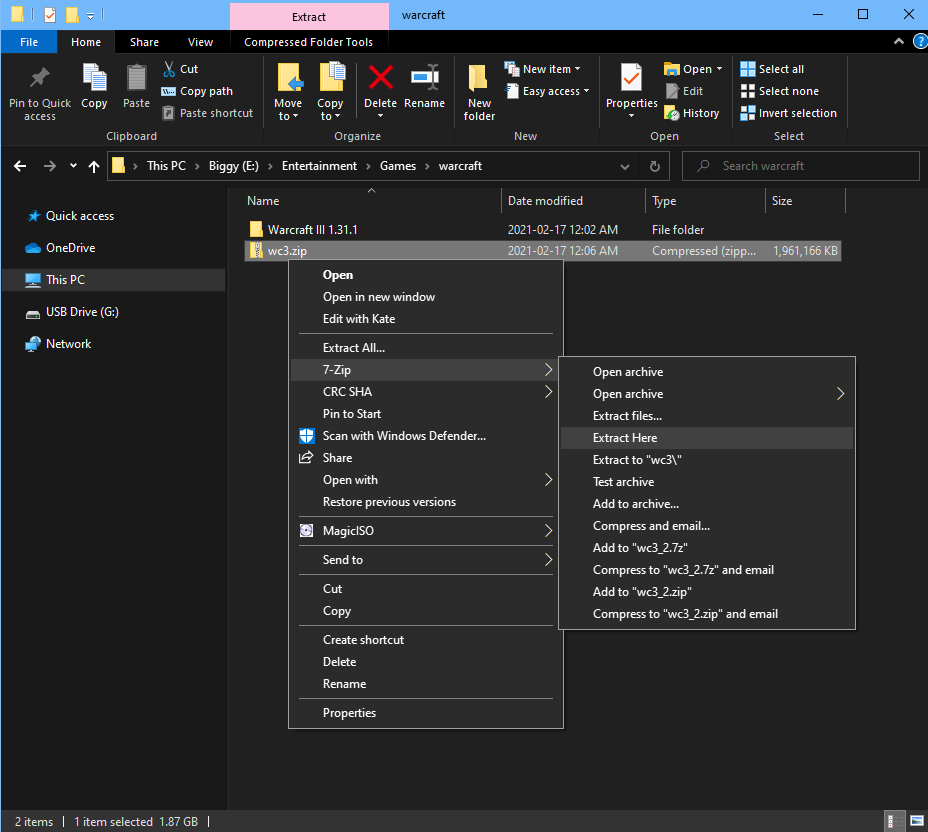 Extract
warcraft
File
Home
Share
View
Compressed Folder Tools
?
Pin to Quick
access
Copy
Paste
Cut
Copy path
Paste shortcut
Clipboard
Move
to
Copy
to
Delete
Rename
Organize
New
folder
New item
Easy access
New
Properties
Open
Edit
History
Open
Select all
Select none
Invert selection
Select
This PC
Biggy (E:)
Entertainment
Games
warcraft
Search warcraft
Quick access
OneDrive
This PC
USB Drive (G:)
Network
Name
Date modified
Type
Size
Warcraft III 1.31.1
2021-02-17 12:02 AM
File folder
wc3.zip
2021-02-17 12:06 AM
Compressed (zipp...
1,961,166 KB
Open
Open in new window
Edit with Kate
Extract All...
7-Zip
CRC SHA
Pin to Start
Scan with Windows Defender...
Share
Open with
Restore previous versions
MagicISO
Send to
Cut
Copy
Create shortcut
Delete
Rename
Properties
Open archive
Open archive
Extract files...
Extract Here
Extract to "wc3\"
Test archive
Add to archive...
Compress and email...
Add to "wc3_2.7z"
Compress to "wc3_2.7z" and email
Add to "wc3_2.zip"
Compress to "wc3_2.zip" and email
2 items
1 item selected 1.87 GB